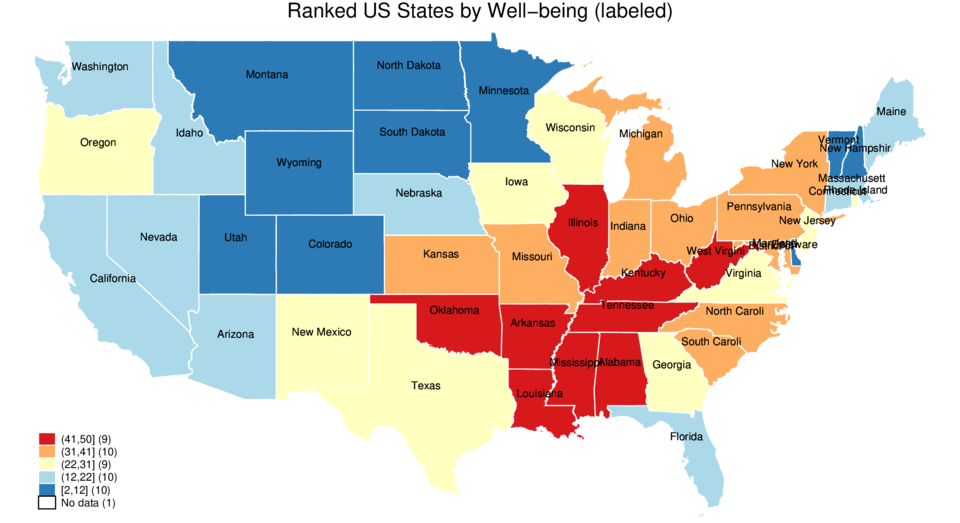 Ranked US States by Well-being (labeled)
Washington
Montana
North Dakota
Minnesota
Maine
Idaho
South Dakota
Wisconsin
Michigan
Vermont
New Hampshir
Oregon
Wyoming
New York
Massachusett
Rhode Island
Connecticut
Nebraska
Iowa
Pennsylvania
New Jersey
Nevada
Utah
Colorado
Illinois
Indiana
Ohio
Delaware
Kansas
Missouri
West Virgini
Virginia
California
Kentucky
Arizona
New Mexico
Oklahoma
Arkansas
Tennessee
North Caroli
South Caroli
Texas
Mississippi
Alabama
Georgia
Louisiana
Florida
(41,50] (9)
(31,41] (10)
(22,31] (9)
(12,22] (10)
[2,12] (10)
No data (1)